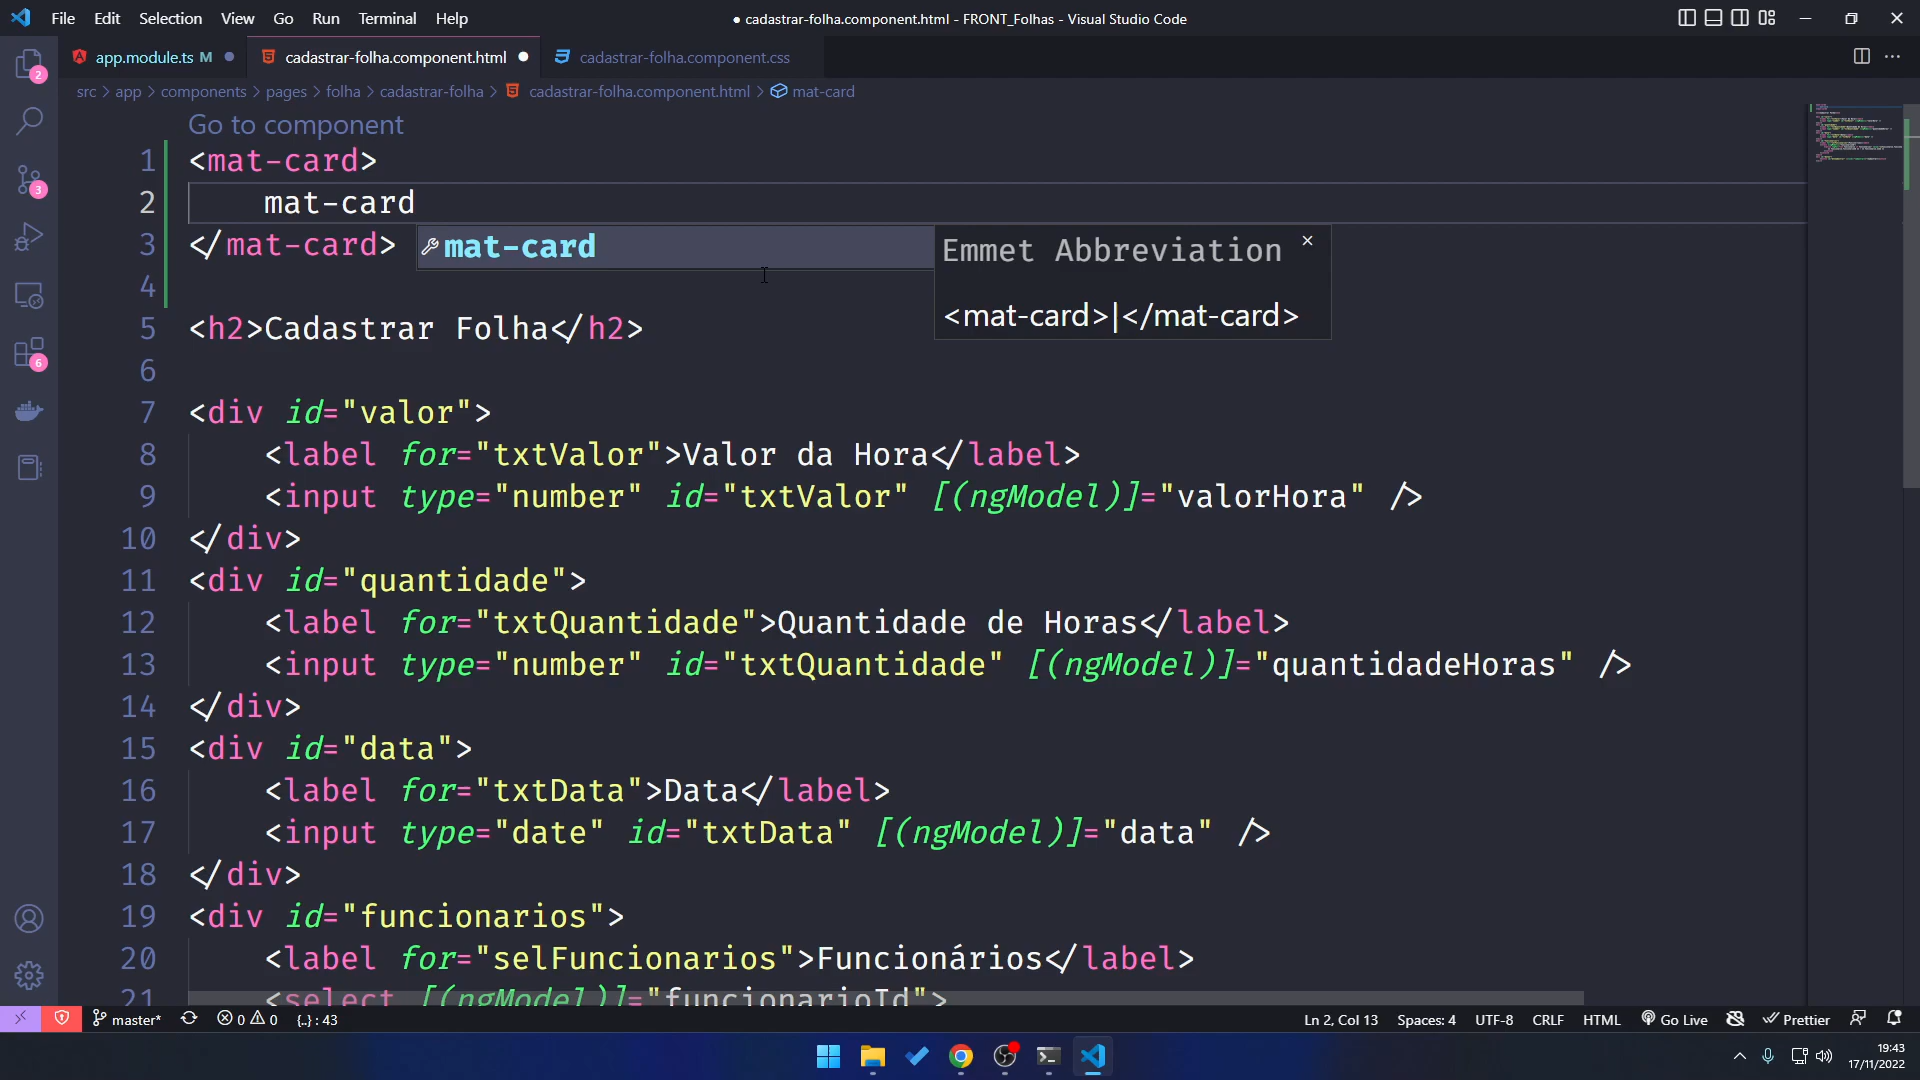 File Edit Selection View Go Run Terminal Help
● cadastrar-folha.component.html - FRONT_Folhas - Visual Studio Code
app.module.ts M
cadastrar-folha.component.html
cadastrar-folha.component.css
src > app > components > pages > folha > cadastrar-folha > cadastrar-folha.component.html > mat-card
Go to component
1 <mat-card>
2 mat-card
3 </mat-card>
mat-card
Emmet Abbreviation
<mat-card>|</mat-card>
4
5 <h2>Cadastrar Folha</h2>
6
7 <div id="valor">
8 <label for="txtValor">Valor da Hora</label>
9 <input type="number" id="txtValor" [(ngModel)]="valorHora" />
10 </div>
11 <div id="quantidade">
12 <label for="txtQuantidade">Quantidade de Horas</label>
13 <input type="number" id="txtQuantidade" [(ngModel)]="quantidadeHoras" />
14 </div>
15 <div id="data">
16 <label for="txtData">Data</label>
17 <input type="date" id="txtData" [(ngModel)]="data" />
18 </div>
19 <div id="funcionarios">
20 <label for="selFuncionarios">Funcionários</label>
21 <select [(ngModel)]="funcionarioId">
2
3
6
master* 0 0 {..} : 43
Ln 2, Col 13 Spaces: 4 UTF-8 CRLF HTML Go Live Prettier
19:43
17/11/2022